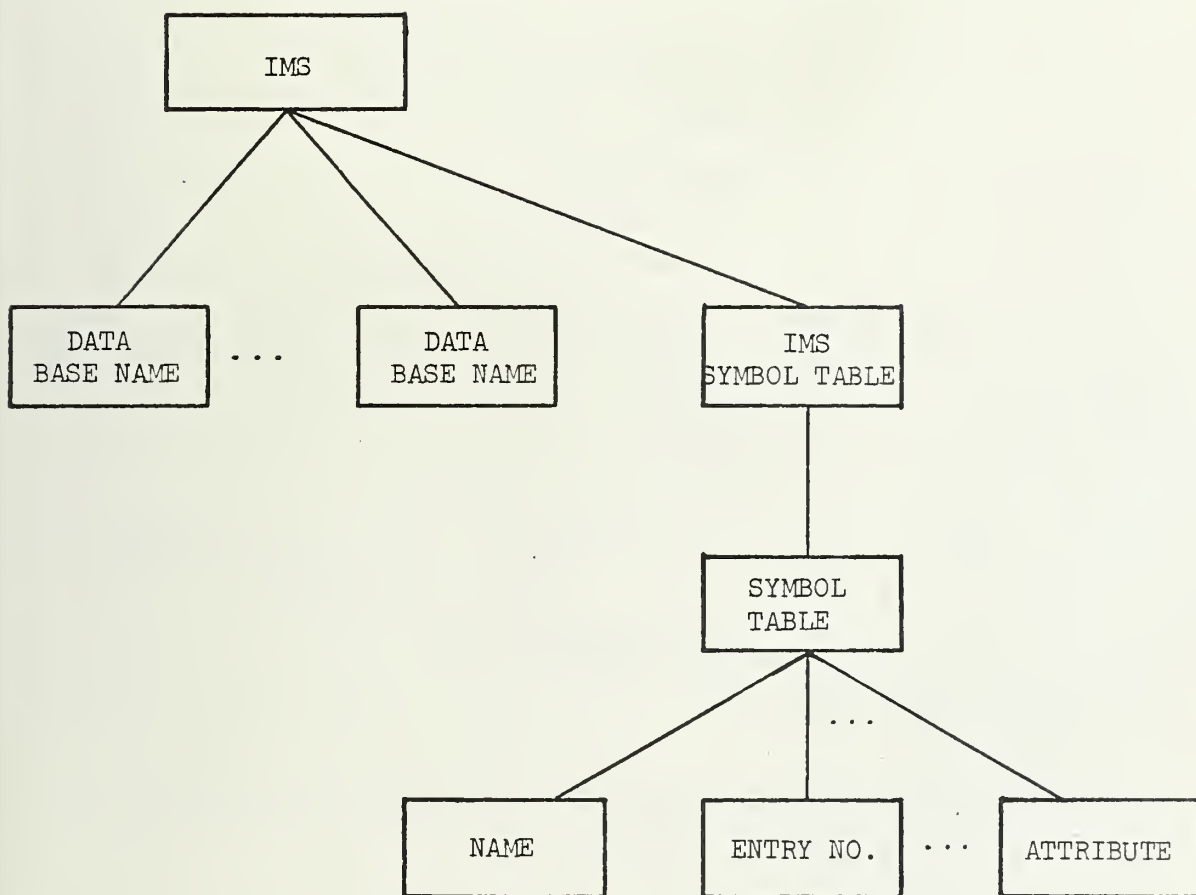 IMS
DATA
BASE NAME
...
DATA
BASE NAME
IMS
SYMBOL TABLE
SYMBOL
TABLE
...
NAME
ENTRY NO.
...
ATTRIBUTE